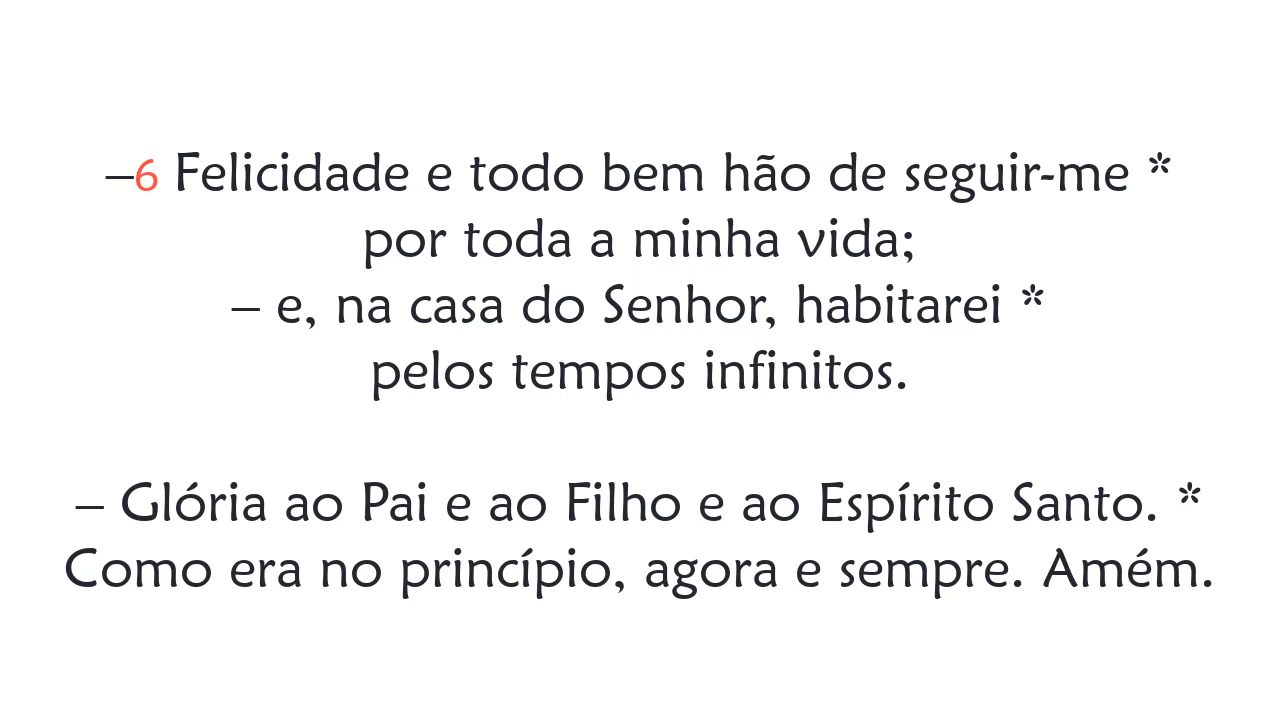 –6 Felicidade e todo bem hão de seguir-me *
por toda a minha vida;
– e, na casa do Senhor, habitarei *
pelos tempos infinitos.
– Glória ao Pai e ao Filho e ao Espírito Santo. *
Como era no princípio, agora e sempre. Amém.